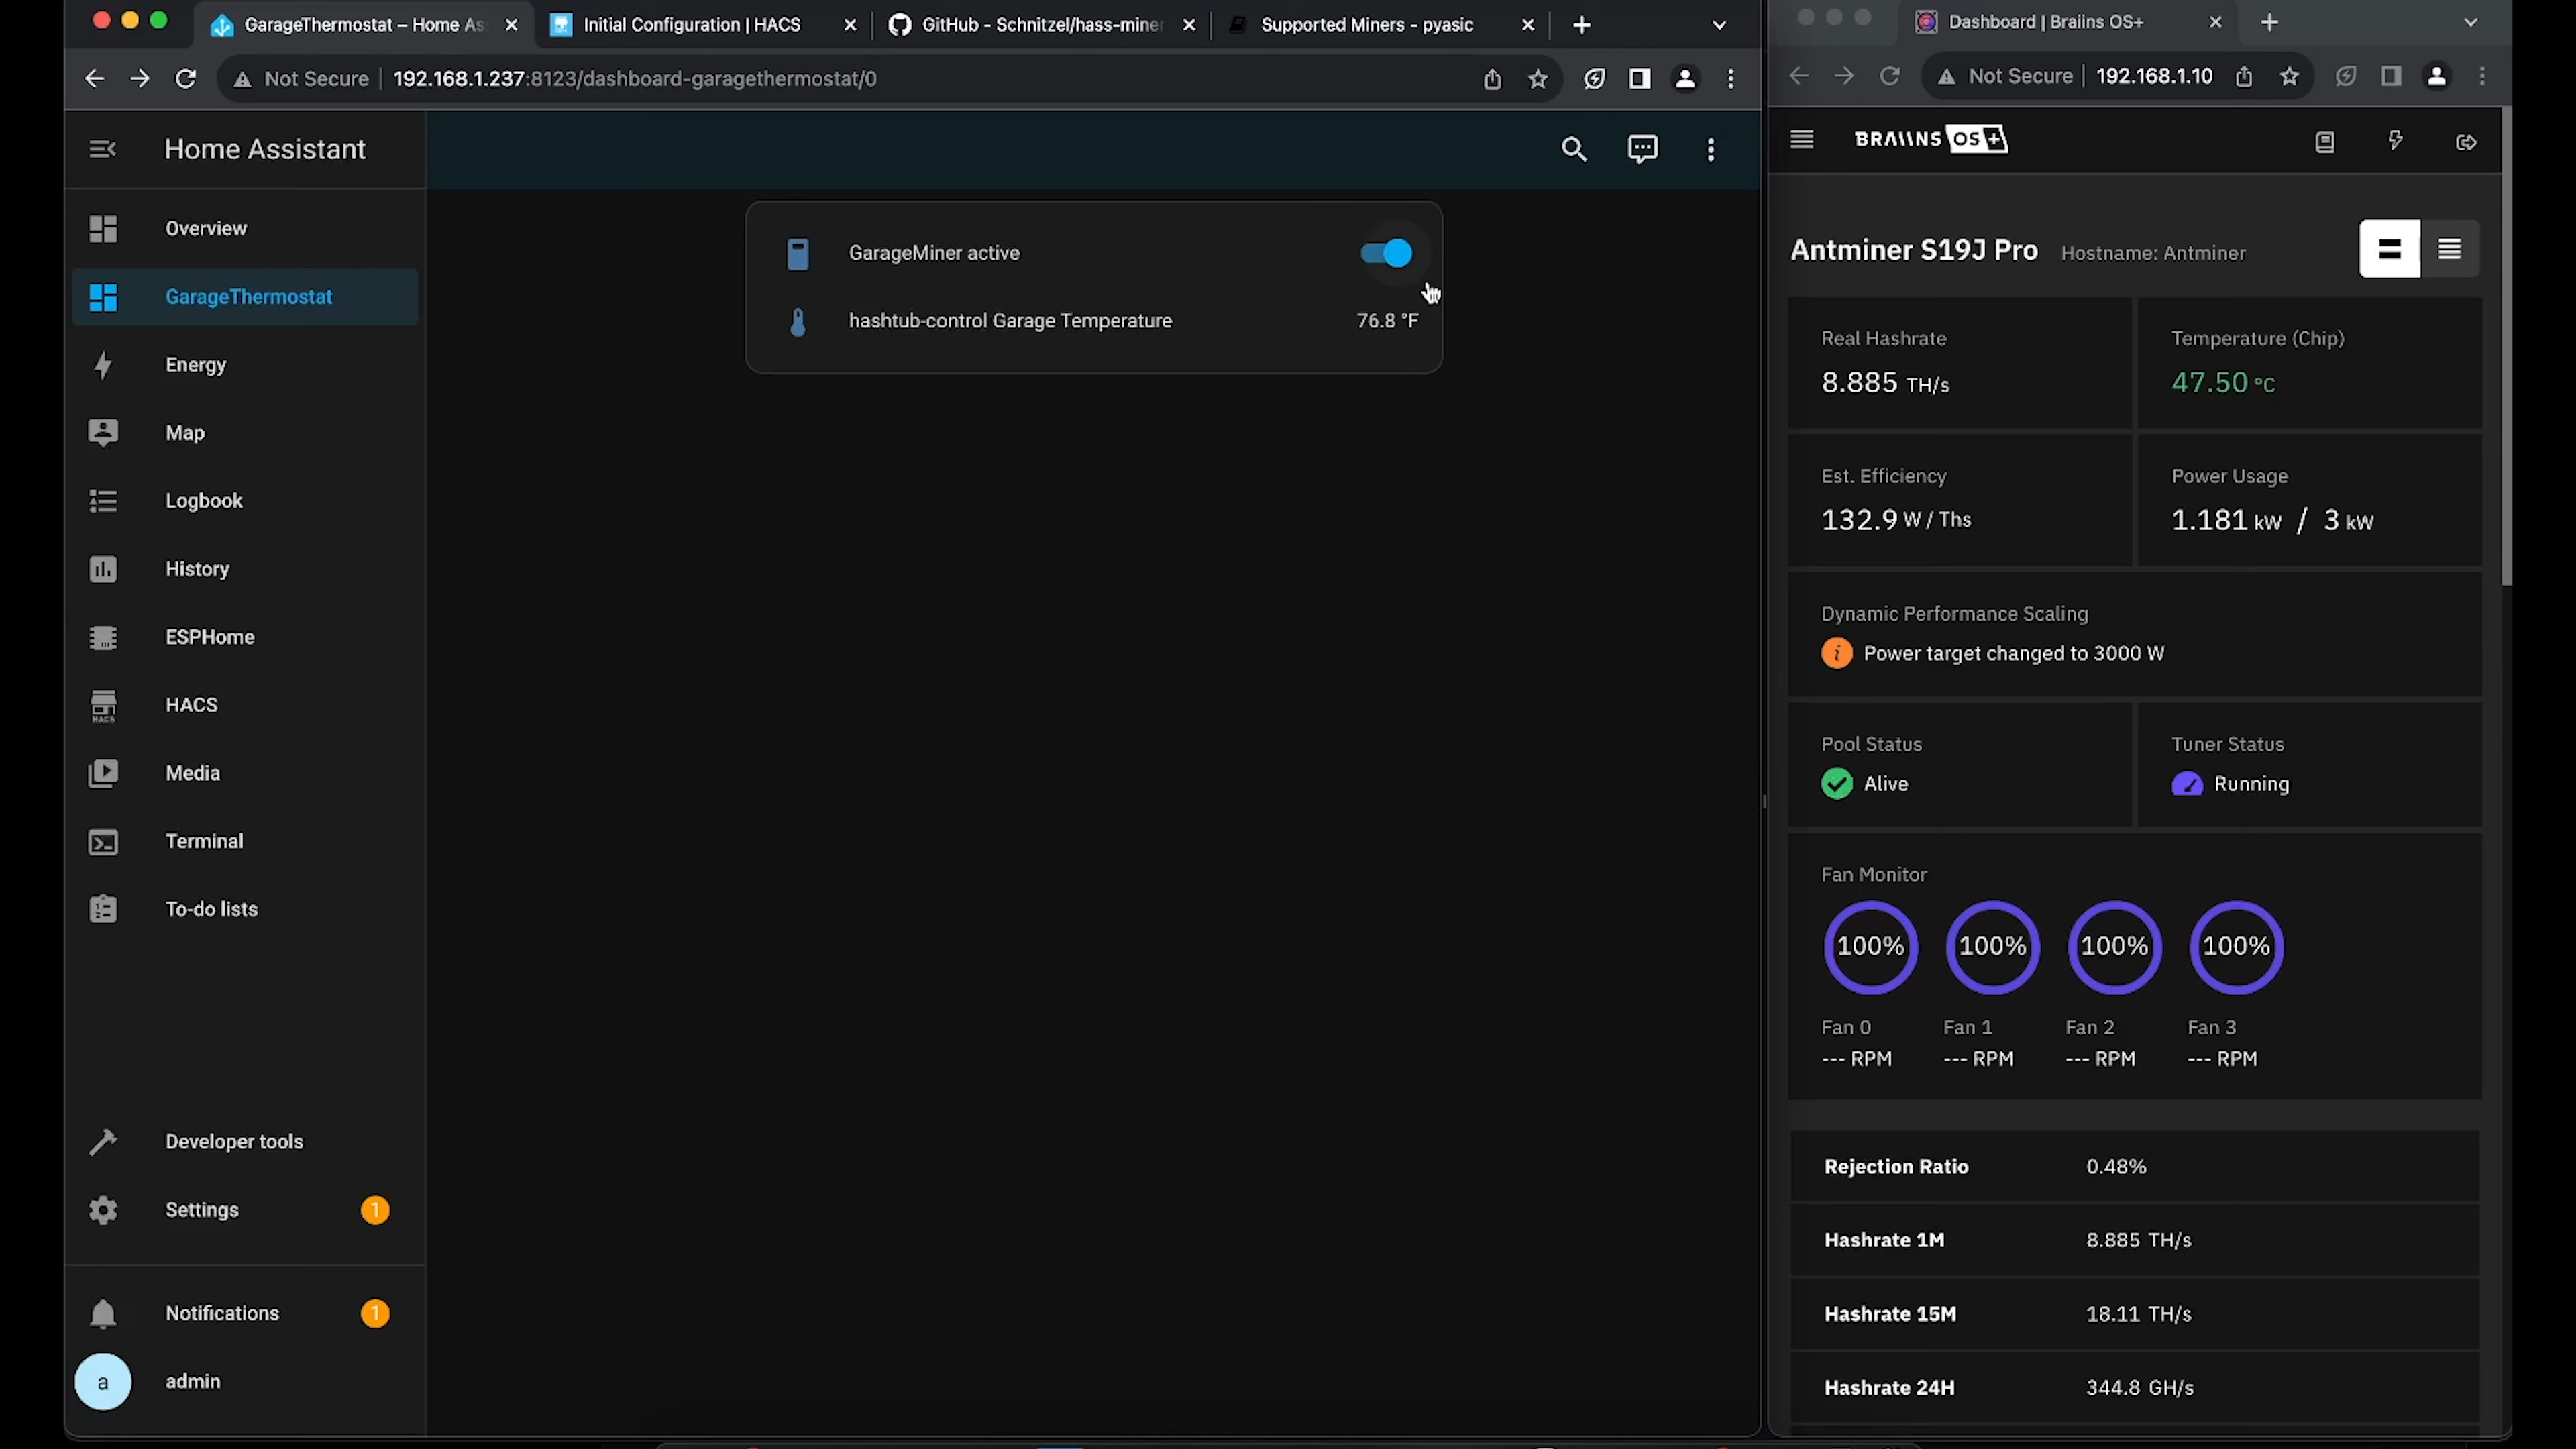 GarageThermostat – Home As
Initial Configuration | HACS
GitHub - Schnitzel/hass-miner
Supported Miners - pyasic
Not Secure
192.168.1.237:8123/dashboard-garagethermostat/0
Home Assistant
Overview
GarageThermostat
Energy
Map
Logbook
History
ESPHome
HACS
HACS
Media
Terminal
To-do lists
Developer tools
Settings 1
Notifications 1
a admin
GarageMiner active
hashtub-control Garage Temperature 76.8 °F
Dashboard | Braiins OS+
Not Secure 192.168.1.10
BRAIINS OS+
Antminer S19J Pro Hostname: Antminer
Real Hashrate
8.885 TH/s
Temperature (Chip)
47.50 °C
Est. Efficiency
132.9 W / Ths
Power Usage
1.181 kW / 3 kW
Dynamic Performance Scaling
i Power target changed to 3000 W
Pool Status
Alive
Tuner Status
Running
Fan Monitor
100% 100% 100% 100%
Fan 0 Fan 1 Fan 2 Fan 3
--- RPM --- RPM --- RPM --- RPM
Rejection Ratio 0.48%
Hashrate 1M 8.885 TH/s
Hashrate 15M 18.11 TH/s
Hashrate 24H 344.8 GH/s